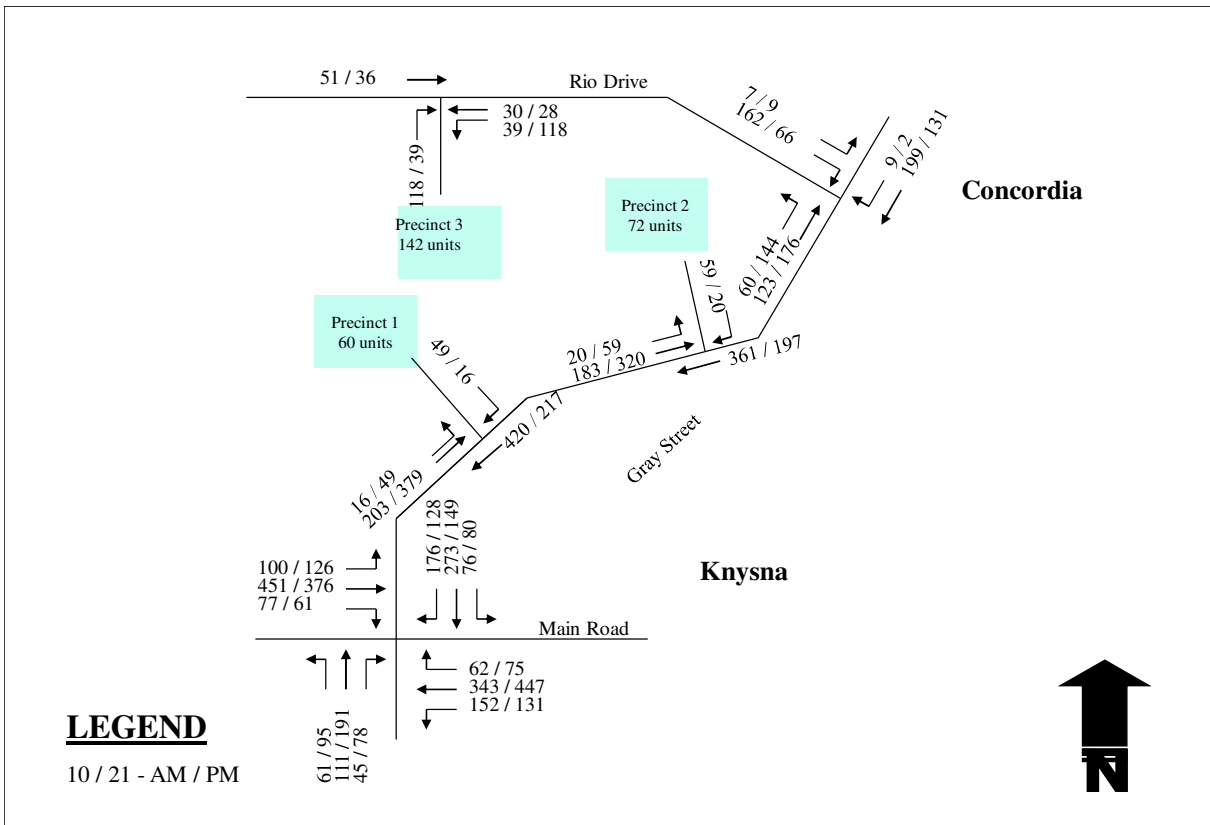 51 / 36
Rio Drive
30 / 28
39 / 118
118 / 39
7 / 9
162 / 66
9 / 2
199 / 131
Concordia
Precinct 3
142 units
Precinct 2
72 units
60 / 144
123 / 176
59 / 20
Precinct 1
60 units
49 / 16
20 / 59
183 / 320
361 / 197
420 / 217
Gray Street
16 / 49
203 / 379
176 / 128
273 / 149
76 / 80
100 / 126
451 / 376
77 / 61
Knysna
Main Road
62 / 75
343 / 447
152 / 131
61 / 95
111 / 191
45 / 78
LEGEND
10 / 21 - AM / PM
N